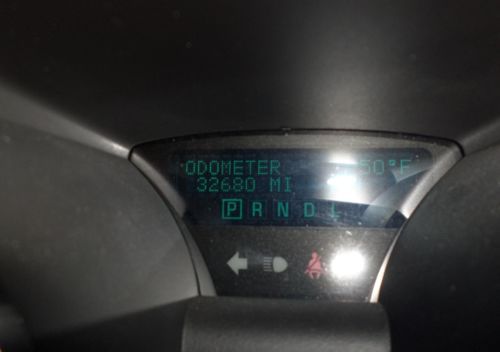 ODOMETER 50°F
32680 MI
P R N D L